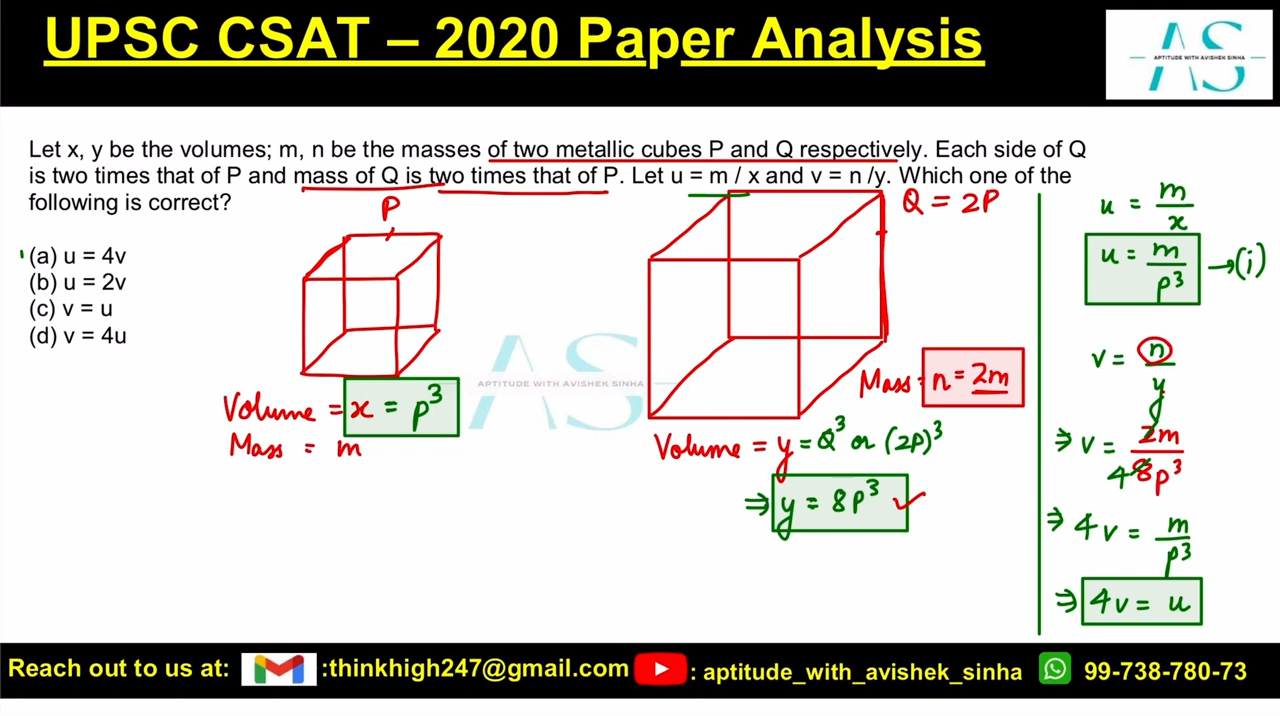 UPSC CSAT – 2020 Paper Analysis
AS
APTITUDE WITH AVISHEK SINHA
Let x, y be the volumes; m, n be the masses of two metallic cubes P and Q respectively. Each side of Q
is two times that of P and mass of Q is two times that of P. Let u = m / x and v = n /y. Which one of the
following is correct?
(a) u = 4v
(b) u = 2v
(c) v = u
(d) v = 4u
P
Volume = x = p³
Mass = m
AS
APTITUDE WITH AVISHEK SINHA
Q = 2P
Mass = n = 2m
Volume = y = Q³ or (2P)³
⇒ y = 8P³ ✓
u = m/x
u = m/p³ →(i)
v = n/y
⇒ v = 2m/8p³
4
⇒ 4v = m/p³
⇒ 4v = u
Reach out to us at: :thinkhigh247@gmail.com : aptitude_with_avishek_sinha 99-738-780-73